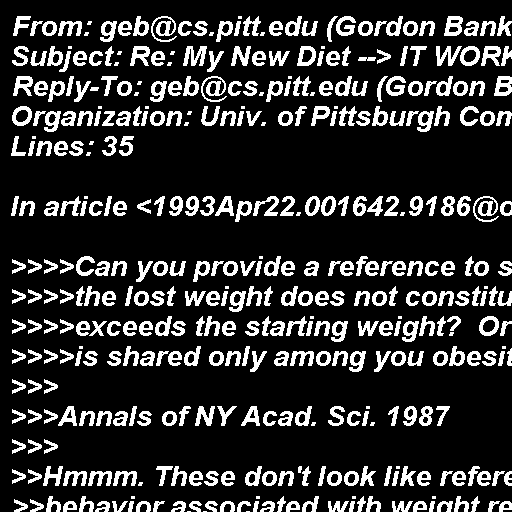 From: geb@cs.pitt.edu (Gordon Bank
Subject: Re: My New Diet --> IT WORK
Reply-To: geb@cs.pitt.edu (Gordon B
Organization: Univ. of Pittsburgh Com
Lines: 35

In article <1993Apr22.001642.9186@o

>>>>Can you provide a reference to s
>>>>the lost weight does not constitu
>>>>exceeds the starting weight?  Or
>>>>is shared only among you obesit
>>>
>>>Annals of NY Acad. Sci. 1987
>>>
>>Hmmm. These don't look like refere
>>behavior associated with weight re